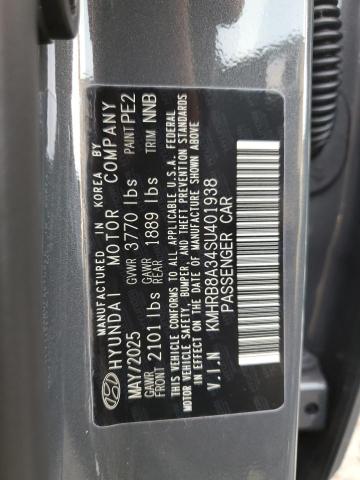 MANUFACTURED IN KOREA BY
HYUNDAI MOTOR COMPANY
MAY/2025 GVWR 3770 lbs PAINT PE2
GAWR FRONT 2101 lbs GAWR REAR 1889 lbs TRIM NNB
THIS VEHICLE CONFORMS TO ALL APPLICABLE U.S.A. FEDERAL
MOTOR VEHICLE SAFETY, BUMPER, AND THEFT PREVENTION STANDARDS
IN EFFECT ON THE DATE OF MANUFACTURE SHOWN ABOVE.
V.I.N KMHRB8A34SU401938
PASSENGER CAR